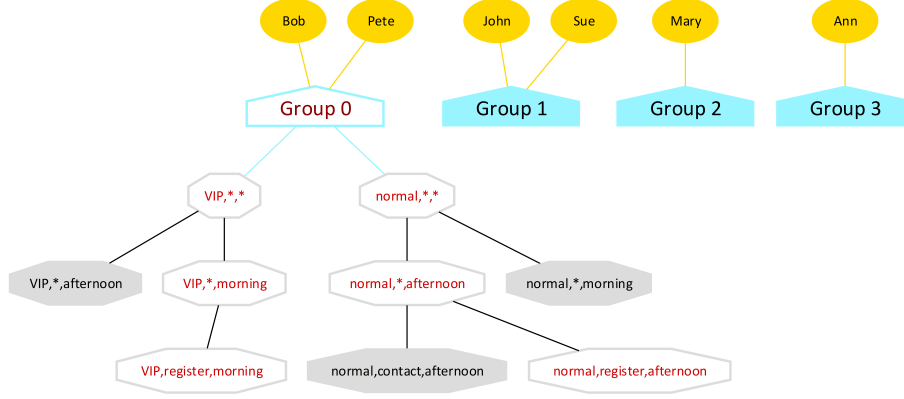 Bob
Pete
John
Sue
Mary
Ann
Group 0
Group 1
Group 2
Group 3
VIP,*,*
normal,*,*
VIP,*,afternoon
VIP,*,morning
normal,*,afternoon
normal,*,morning
VIP,register,morning
normal,contact,afternoon
normal,register,afternoon